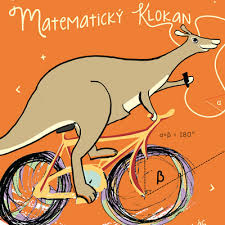 Matematický Klokan
α
α+β = 180°
β